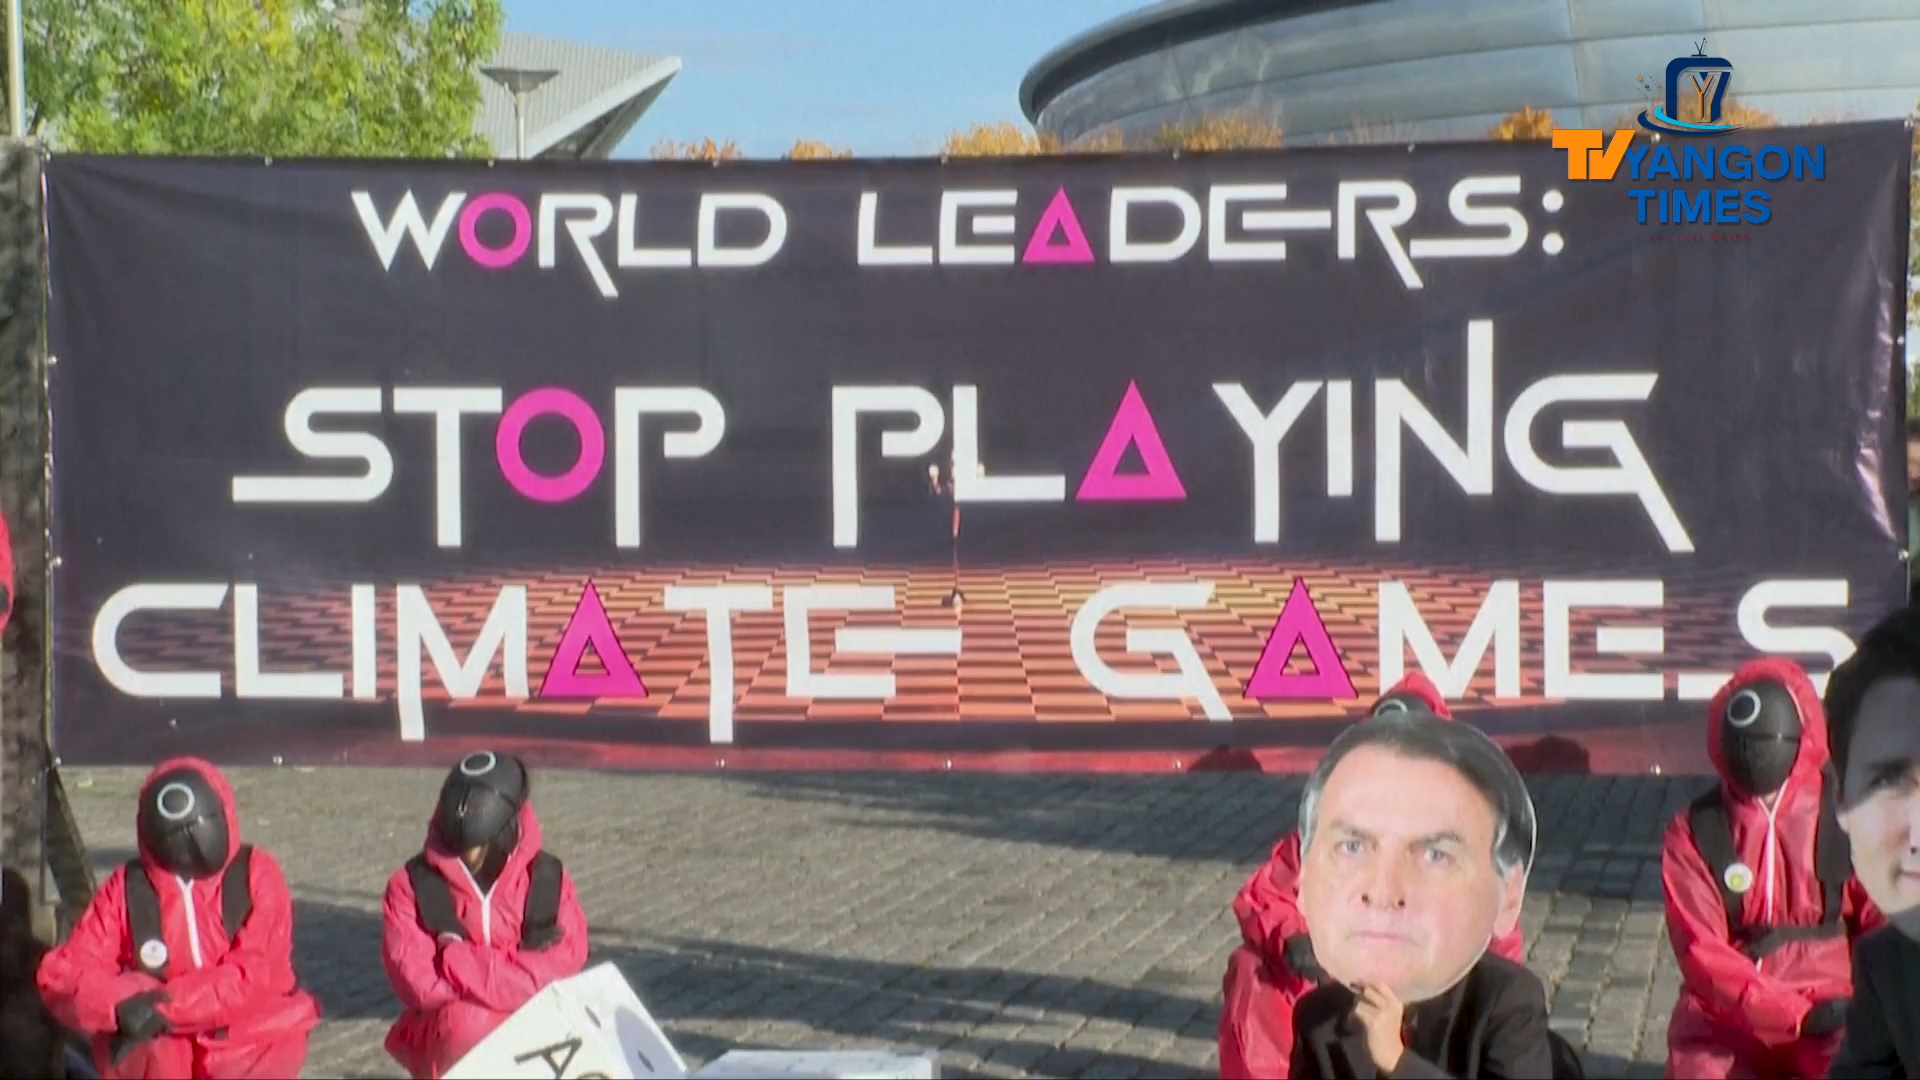 WORLD LEADERS:
STOP PLAYING
CLIMATE GAMES
TV YANGON
TIMES